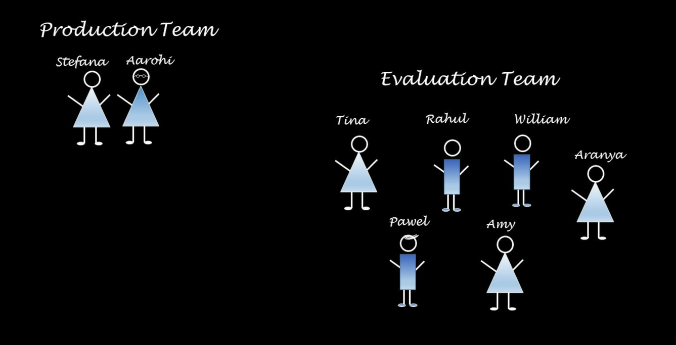 Production Team
Stefana Aarohi
Evaluation Team
Tina Rahul William
Aranya
Pawel Amy